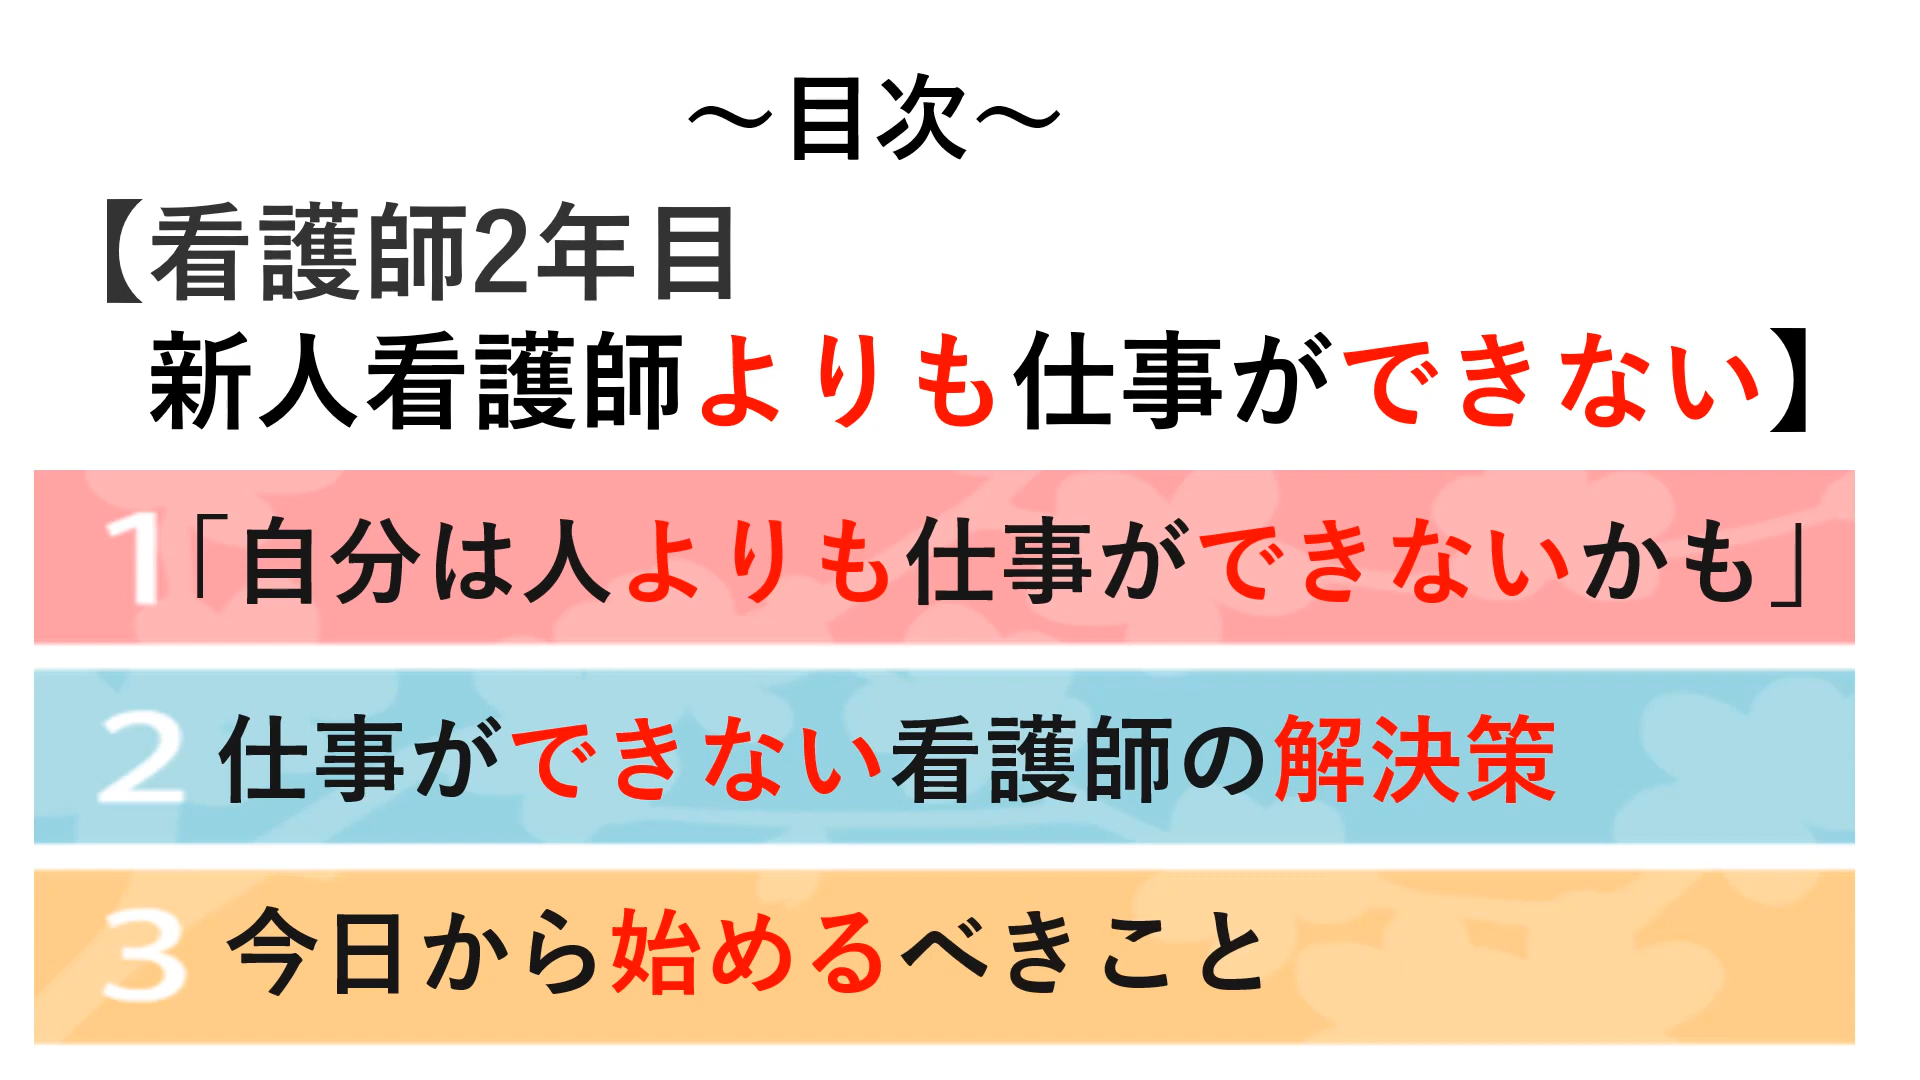 ～目次～
【看護師2年目
新人看護師よりも仕事ができない】
1「自分は人よりも仕事ができないかも」
2 仕事ができない看護師の解決策
3 今日から始めるべきこと